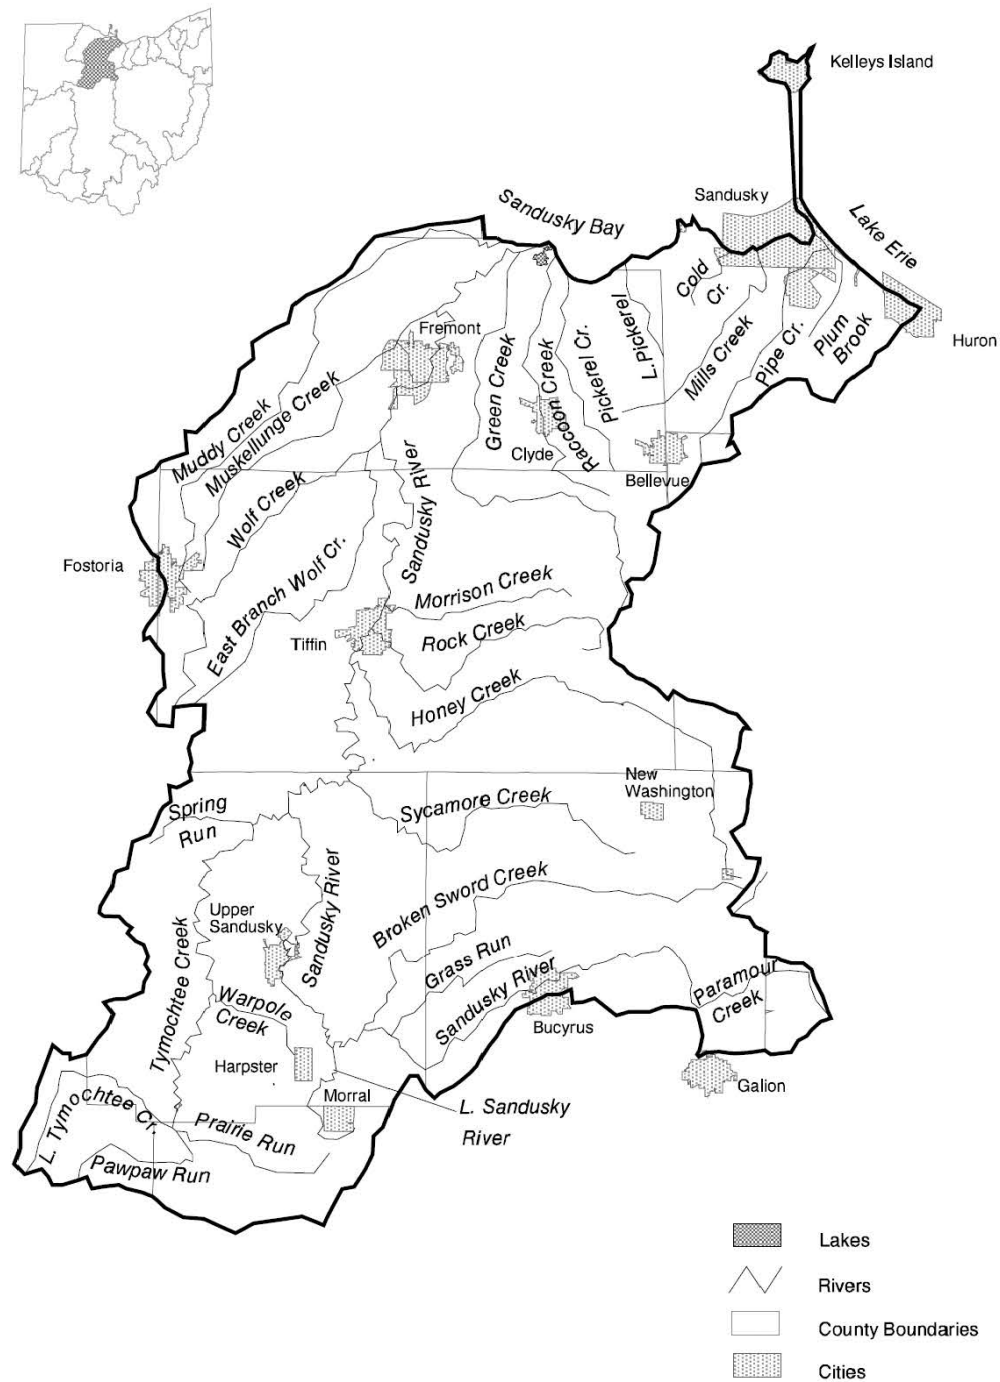 Kelleys Island
Sandusky
Sandusky Bay
Lake Erie
Cold
Cr.
Huron
Fremont
L. Pickerel
Pickerel Cr.
Mills Creek
Pipe Cr.
Plum
Brook
Green Creek
Raccoon Creek
Muddy Creek
Muskellunge Creek
Clyde
Bellevue
Wolf Creek
Sandusky River
Fostoria
East Branch Wolf Cr.
Morrison Creek
Tiffin
Rock Creek
Honey Creek
New
Washington
Spring
Run
Sycamore Creek
Sandusky River
Broken Sword Creek
Upper
Sandusky
Tymochtee Creek
Grass Run
Sandusky River
Paramour
Creek
Warpole
Creek
Bucyrus
Harpster
Galion
Morral
L. Sandusky
River
L. Tymochtee Cr.
Prairie Run
Pawpaw Run
Lakes
Rivers
County Boundaries
Cities